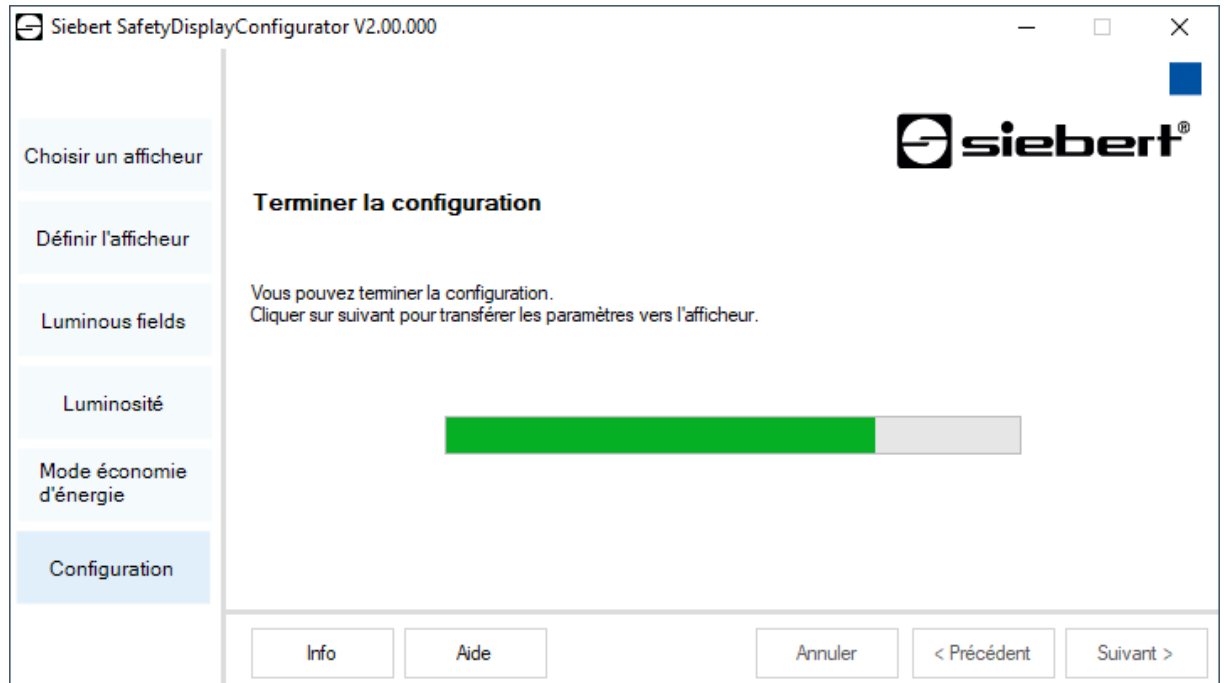 Siebert SafetyDisplayConfigurator V2.00.000
siebert®
Choisir un afficheur
Définir l'afficheur
Luminous fields
Luminosité
Mode économie
d'énergie
Configuration
Terminer la configuration
Vous pouvez terminer la configuration.
Cliquer sur suivant pour transférer les paramètres vers l'afficheur.
Info
Aide
Annuler
< Précédent
Suivant >